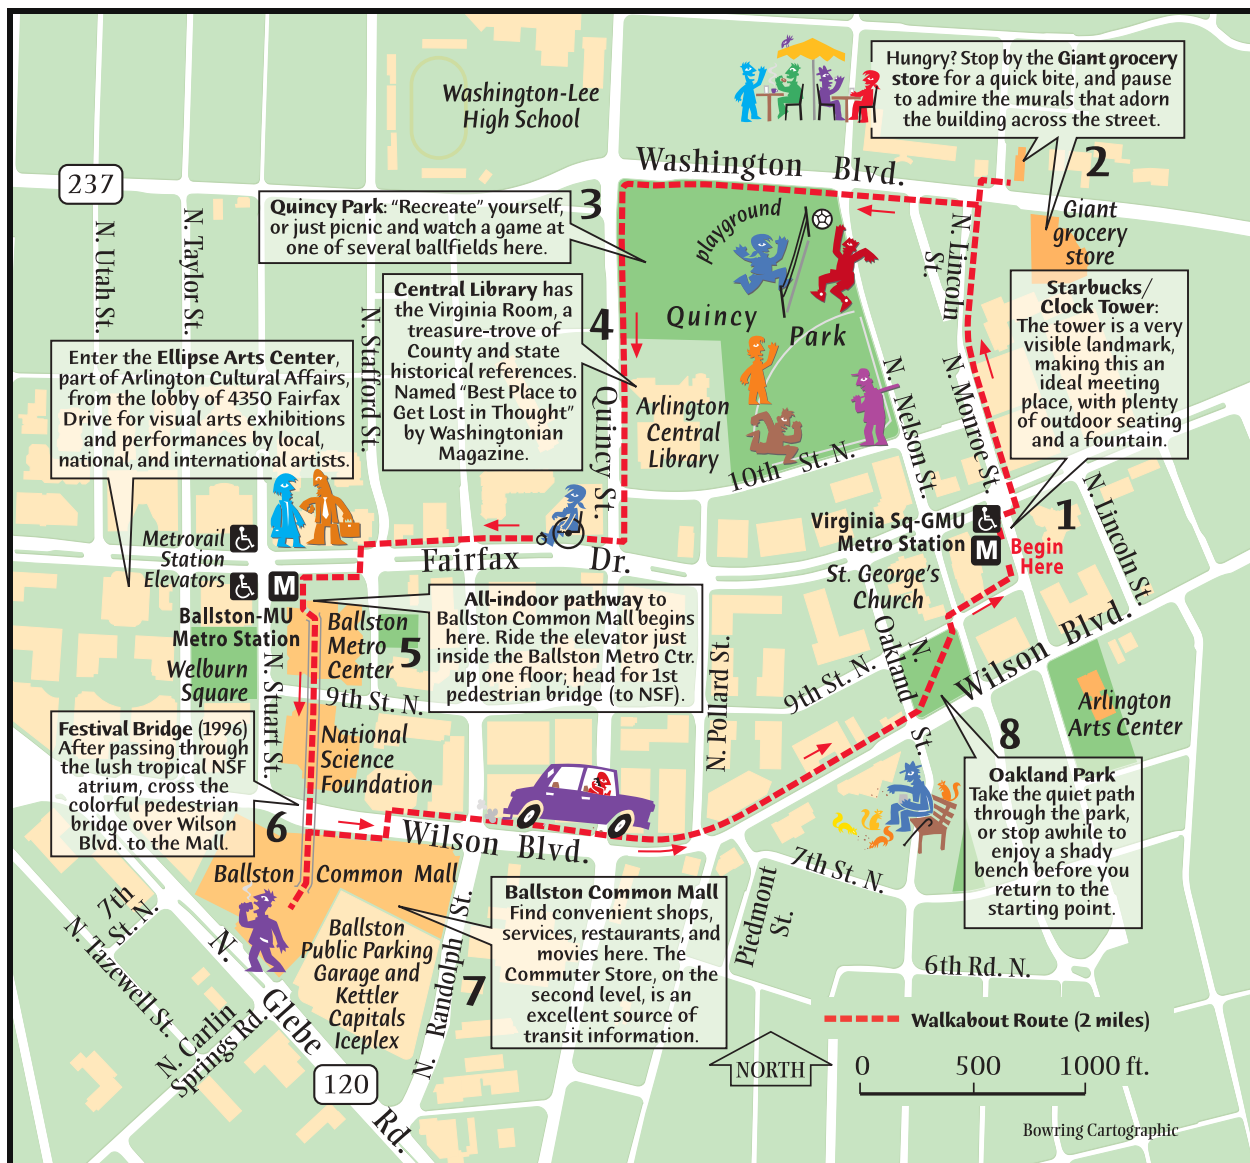 Washington-Lee
High School
Hungry? Stop by the Giant grocery
store for a quick bite, and pause
to admire the murals that adorn
the building across the street.
237
Washington Blvd.
2
Quincy Park: “Recreate” yourself,
or just picnic and watch a game at
one of several ballfields here.
3
playground
Giant
grocery
store
N. Utah St.
N. Taylor St.
N. Stafford St.
N. Lincoln
St.
Central Library has
the Virginia Room, a
treasure-trove of
County and state
historical references.
Named “Best Place to
Get Lost in Thought”
by Washingtonian
Magazine.
4
Quincy
Park
Starbucks/
Clock Tower:
The tower is a very
visible landmark,
making this an
ideal meeting
place, with plenty
of outdoor seating
and a fountain.
Enter the Ellipse Arts Center,
part of Arlington Cultural Affairs,
from the lobby of 4350 Fairfax
Drive for visual arts exhibitions
and performances by local,
national, and international artists.
Quincy St.
Arlington
Central
Library
N. Nelson St.
N. Monroe St.
10th St. N.
N. Lincoln St.
1
Virginia Sq-GMU
Metro Station
M
Begin
Here
Metrorail
Station
Elevators
M
Fairfax Dr.
St. George's
Church
Ballston-MU
Metro Station
Ballston
Metro
Center
5
All-indoor pathway to
Ballston Common Mall begins
here. Ride the elevator just
inside the Ballston Metro Ctr.
up one floor; head for 1st
pedestrian bridge (to NSF).
Welburn
Square
N. Stuart St.
9th St. N.
N. Pollard St.
9th St. N.
N.
Oakland St.
Wilson Blvd.
Arlington
Arts Center
Festival Bridge (1996)
After passing through
the lush tropical NSF
atrium, cross the
colorful pedestrian
bridge over Wilson
Blvd. to the Mall.
6
National
Science
Foundation
8
Oakland Park
Take the quiet path
through the park,
or stop awhile to
enjoy a shady
bench before you
return to the
starting point.
Wilson Blvd.
7th St. N.
Ballston Common Mall
Ballston Common Mall
Find convenient shops,
services, restaurants, and
movies here. The
Commuter Store, on the
second level, is an
excellent source of
transit information.
7
7th
St. N.
N. Tazewell St.
N. Carlin
Springs Rd.
N. Glebe Rd.
Ballston
Public Parking
Garage and
Kettler
Capitals
Iceplex
N. Randolph St.
Piedmont
St.
6th Rd. N.
Walkabout Route (2 miles)
NORTH
0 500 1000 ft.
120
Bowring Cartographic